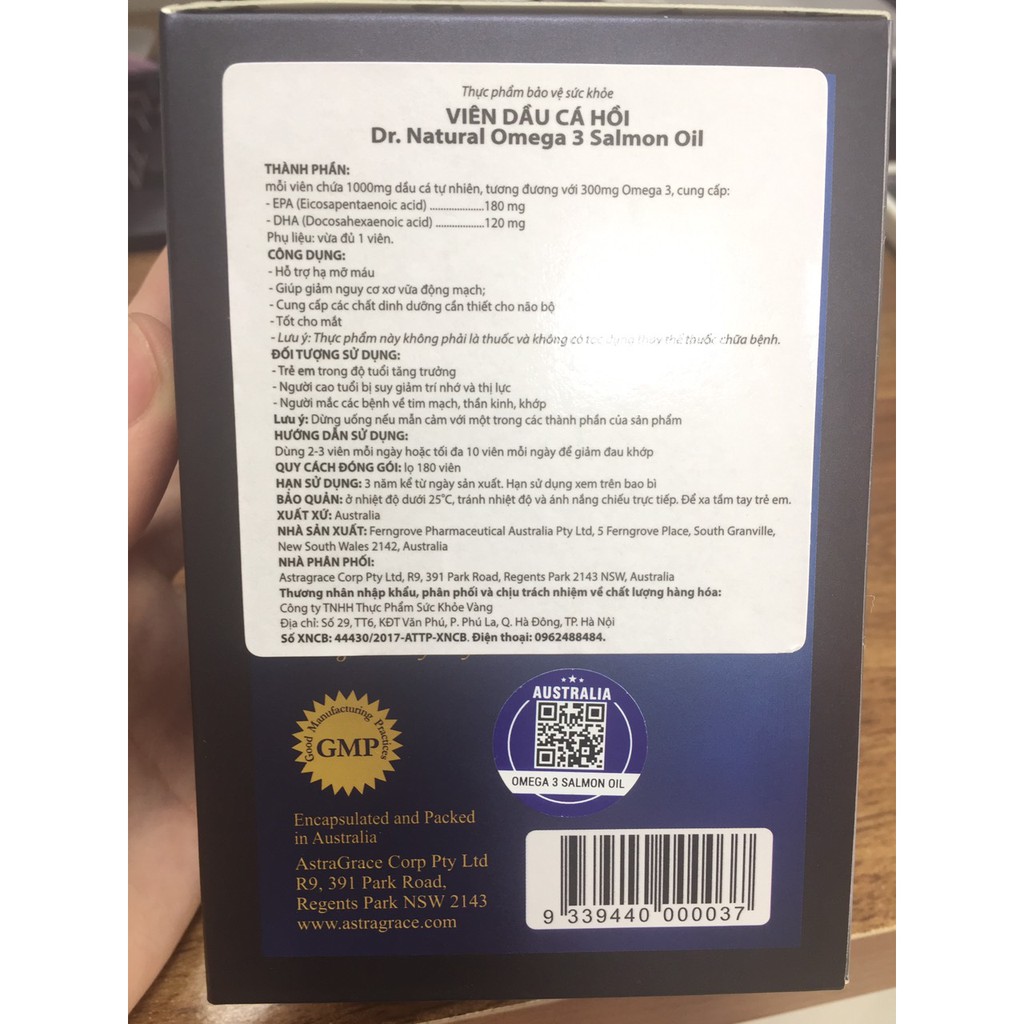 Thực phẩm bảo vệ sức khỏe
VIÊN DẦU CÁ HỒI
Dr. Natural Omega 3 Salmon Oil
THÀNH PHẦN:
mỗi viên chứa 1000mg dầu cá tự nhiên, tương đương với 300mg Omega 3, cung cấp:
- EPA (Eicosapentaenoic acid) ....................180 mg
- DHA (Docosahexaenoic acid) ..................120 mg
Phụ liệu: vừa đủ 1 viên.
CÔNG DỤNG:
- Hỗ trợ hạ mỡ máu
- Giúp giảm nguy cơ xơ vữa động mạch;
- Cung cấp các chất dinh dưỡng cần thiết cho não bộ
- Tốt cho mắt
- Lưu ý: Thực phẩm này không phải là thuốc và không có tác dụng thay thế thuốc chữa bệnh.
ĐỐI TƯỢNG SỬ DỤNG:
- Trẻ em trong độ tuổi tăng trưởng
- Người cao tuổi bị suy giảm trí nhớ và thị lực
- Người mắc các bệnh về tim mạch, thần kinh, khớp
Lưu ý: Dừng uống nếu mẫn cảm với một trong các thành phần của sản phẩm
HƯỚNG DẪN SỬ DỤNG:
Dùng 2-3 viên mỗi ngày hoặc tối đa 10 viên mỗi ngày để giảm đau khớp
QUY CÁCH ĐÓNG GÓI: lọ 180 viên
HẠN SỬ DỤNG: 3 năm kể từ ngày sản xuất. Hạn sử dụng xem trên bao bì
BẢO QUẢN: ở nhiệt độ dưới 25°C, tránh nhiệt độ và ánh nắng chiếu trực tiếp. Để xa tầm tay trẻ em.
XUẤT XỨ: Australia
NHÀ SẢN XUẤT: Ferngrove Pharmaceutical Australia Pty Ltd, 5 Ferngrove Place, South Granville,
New South Wales 2142, Australia
NHÀ PHÂN PHỐI:
Astragrace Corp Pty Ltd, R9, 391 Park Road, Regents Park 2143 NSW, Australia
Thương nhân nhập khẩu, phân phối và chịu trách nhiệm về chất lượng hàng hóa:
Công ty TNHH Thực Phẩm Sức Khỏe Vàng
Địa chỉ: Số 29, TT6, KĐT Văn Phú, P. Phú La, Q. Hà Đông, TP. Hà Nội
Số XNCB: 44430/2017-ATTP-XNCB. Điện thoại: 0962488484.
Good Manufacturing Practices
GMP
AUSTRALIA
OMEGA 3 SALMON OIL
Encapsulated and Packed
in Australia
AstraGrace Corp Pty Ltd
R9, 391 Park Road,
Regents Park NSW 2143
www.astragrace.com
9 339440 000037